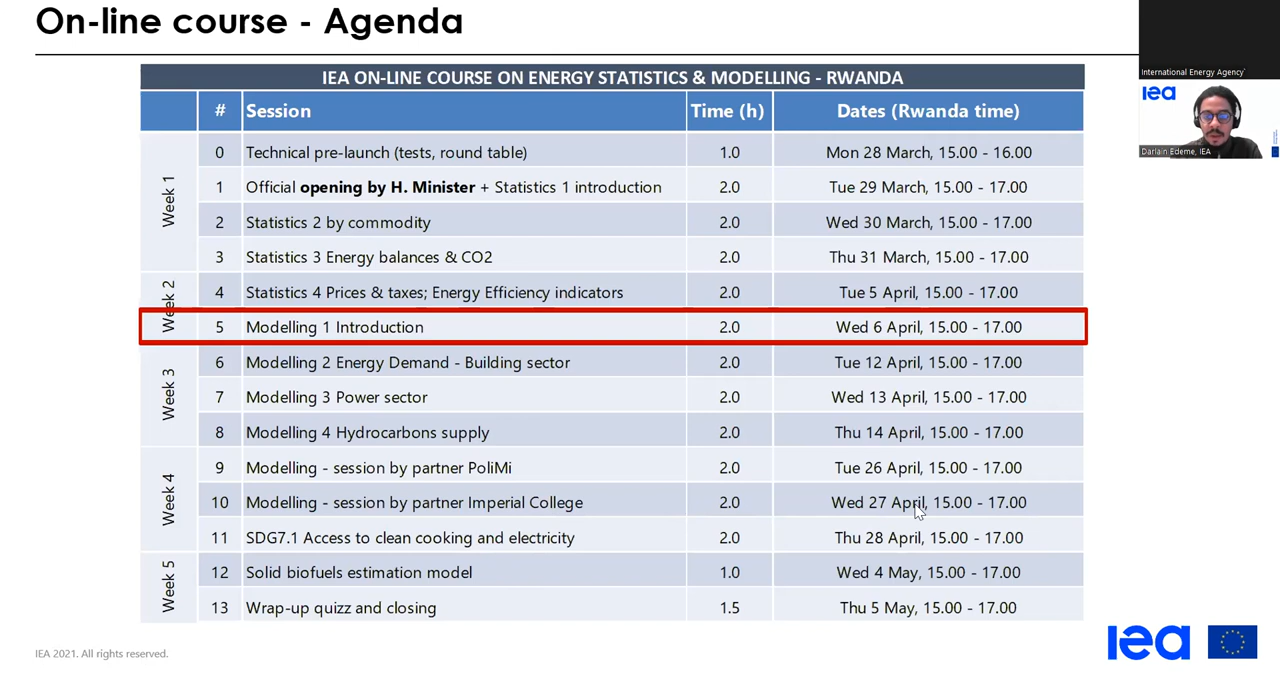 On-line course - Agenda
IEA ON-LINE COURSE ON ENERGY STATISTICS & MODELLING - RWANDA
# Session Time (h) Dates (Rwanda time)
Week 1
0 Technical pre-launch (tests, round table) 1.0 Mon 28 March, 15.00 - 16.00
1 Official opening by H. Minister + Statistics 1 introduction 2.0 Tue 29 March, 15.00 - 17.00
2 Statistics 2 by commodity 2.0 Wed 30 March, 15.00 - 17.00
3 Statistics 3 Energy balances & CO2 2.0 Thu 31 March, 15.00 - 17.00
Week 2
4 Statistics 4 Prices & taxes; Energy Efficiency indicators 2.0 Tue 5 April, 15.00 - 17.00
5 Modelling 1 Introduction 2.0 Wed 6 April, 15.00 - 17.00
Week 3
6 Modelling 2 Energy Demand - Building sector 2.0 Tue 12 April, 15.00 - 17.00
7 Modelling 3 Power sector 2.0 Wed 13 April, 15.00 - 17.00
8 Modelling 4 Hydrocarbons supply 2.0 Thu 14 April, 15.00 - 17.00
Week 4
9 Modelling - session by partner PoliMi 2.0 Tue 26 April, 15.00 - 17.00
10 Modelling - session by partner Imperial College 2.0 Wed 27 April, 15.00 - 17.00
11 SDG7.1 Access to clean cooking and electricity 2.0 Thu 28 April, 15.00 - 17.00
Week 5
12 Solid biofuels estimation model 1.0 Wed 4 May, 15.00 - 17.00
13 Wrap-up quizz and closing 1.5 Thu 5 May, 15.00 - 17.00
IEA 2021. All rights reserved.
iea
International Energy Agency
iea
Darlain Edeme, IEA